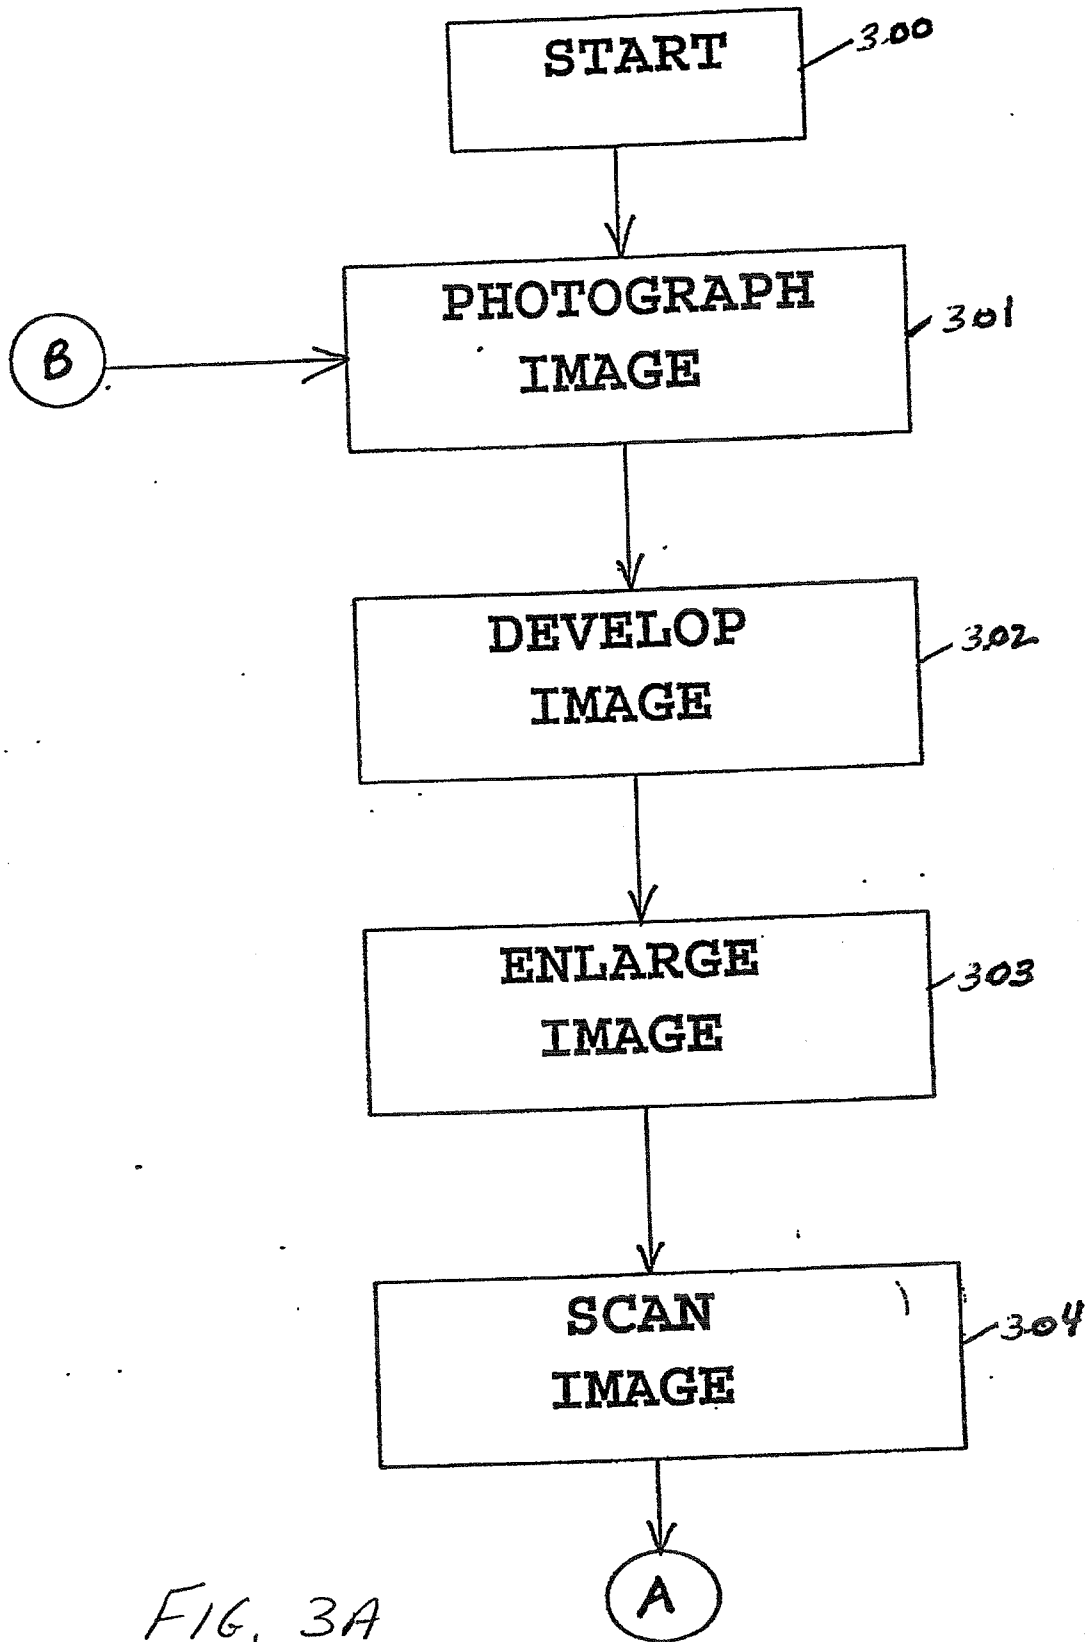 START
300
PHOTOGRAPH
IMAGE
301
B
DEVELOP
IMAGE
302
ENLARGE
IMAGE
303
SCAN
IMAGE
304
A
FIG. 3A